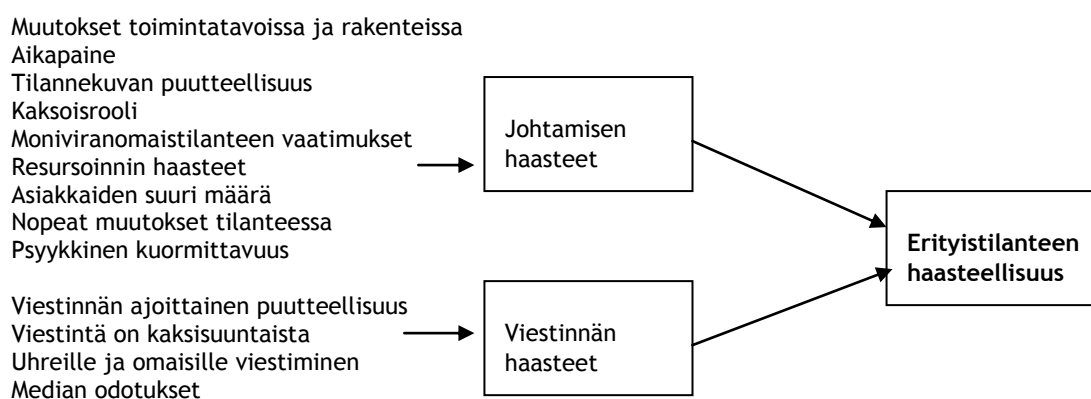 Muutokset toimintatavoissa ja rakenteissa
Aikapaine
Tilannekuvan puutteellisuus
Kaksoisrooli
Moniviranomaistilanteen vaatimukset
Resursoinnin haasteet
Asiakkaiden suuri määrä
Nopeat muutokset tilanteessa
Psyykkinen kuormittavuus
Johtamisen
haasteet
Viestinnän ajoittainen puutteellisuus
Viestintä on kaksisuuntaista
Uhreille ja omaisille viestiminen
Median odotukset
Viestinnän
haasteet
Erityistilanteen
haasteellisuus